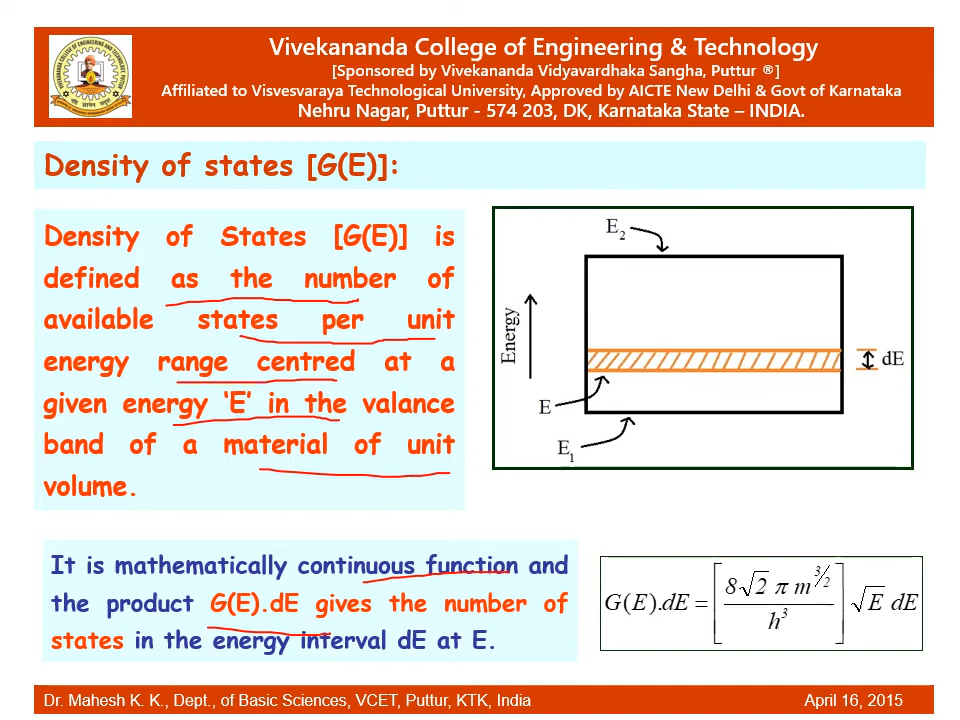 Vivekananda College of Engineering & Technology
[Sponsored by Vivekananda Vidyavardhaka Sangha, Puttur ®]
Affiliated to Visvesvaraya Technological University, Approved by AICTE New Delhi & Govt of Karnataka
Nehru Nagar, Puttur - 574 203, DK, Karnataka State – INDIA.
Density of states [G(E)]:
Density of States [G(E)] is
defined as the number of
available states per unit
energy range centred at a
given energy ‘E’ in the valance
band of a material of unit
volume.
E₂
Energy
dE
E
E₁
It is mathematically continuous function and
the product G(E).dE gives the number of
states in the energy interval dE at E.
G(E).dE = [8√2 π m^{3/2} / h³] √E dE
Dr. Mahesh K. K., Dept., of Basic Sciences, VCET, Puttur, KTK, India
April 16, 2015